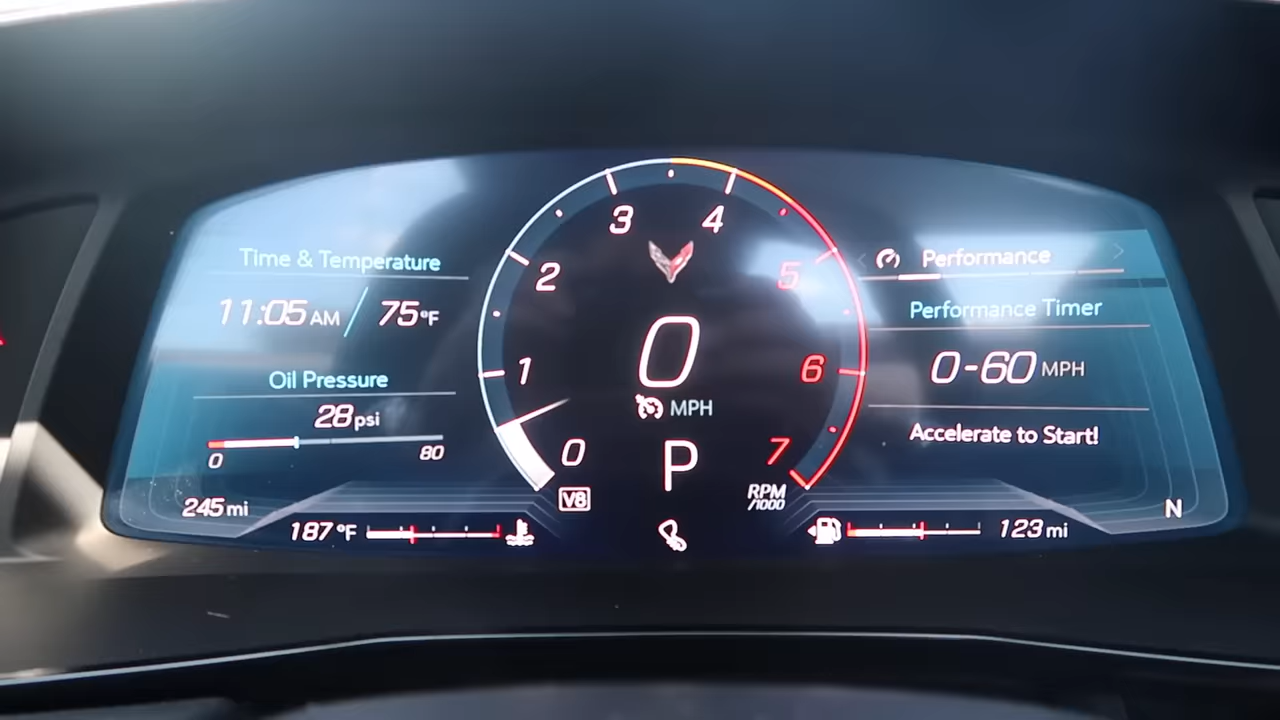 Time & Temperature
11:05 AM / 75°F
Oil Pressure
28 psi
0 80
245 mi
187 °F
0
1
2
3
4
5
6
7
0
MPH
P
V8
RPM
/1000
Performance >
Performance Timer
0-60 MPH
Accelerate to Start!
N
123 mi